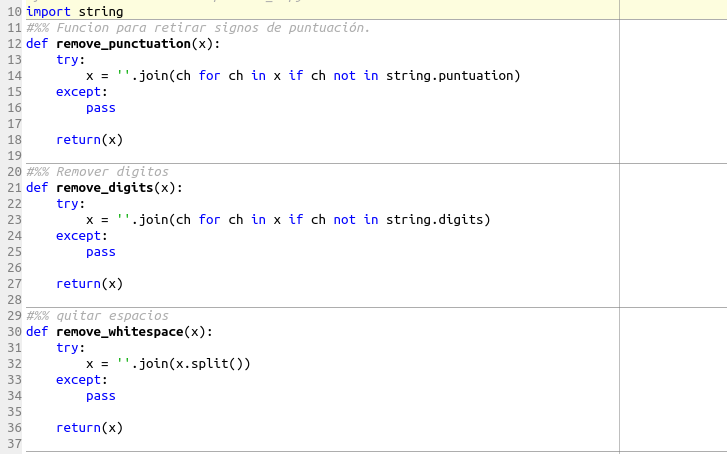 10 import string
11 #%% Funcion para retirar signos de puntuación.
12 def remove_punctuation(x):
13     try:
14         x = ''.join(ch for ch in x if ch not in string.puntuation)
15     except:
16         pass
17
18     return(x)
19
20 #%% Remover digitos
21 def remove_digits(x):
22     try:
23         x = ''.join(ch for ch in x if ch not in string.digits)
24     except:
25         pass
26
27     return(x)
28
29 #%% quitar espacios
30 def remove_whitespace(x):
31     try:
32         x = ''.join(x.split())
33     except:
34         pass
35
36     return(x)
37